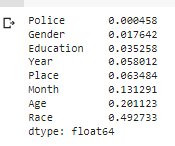 Police 0.000458
Gender 0.017642
Education 0.035258
Year 0.058012
Place 0.063484
Month 0.131291
Age 0.201123
Race 0.492733
dtype: float64